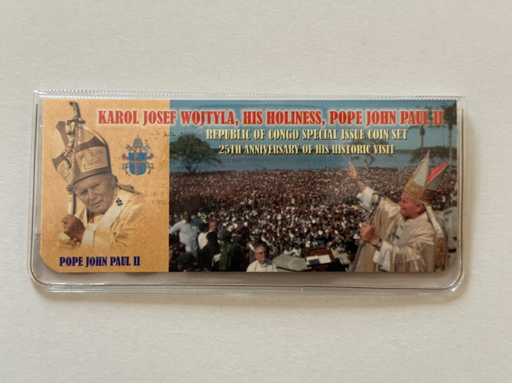 KAROL JOSEF WOJTYLA, HIS HOLINESS, POPE JOHN PAUL II
REPUBLIC OF CONGO SPECIAL ISSUE COIN SET
25TH ANNIVERSARY OF HIS HISTORIC VISIT
POPE JOHN PAUL II